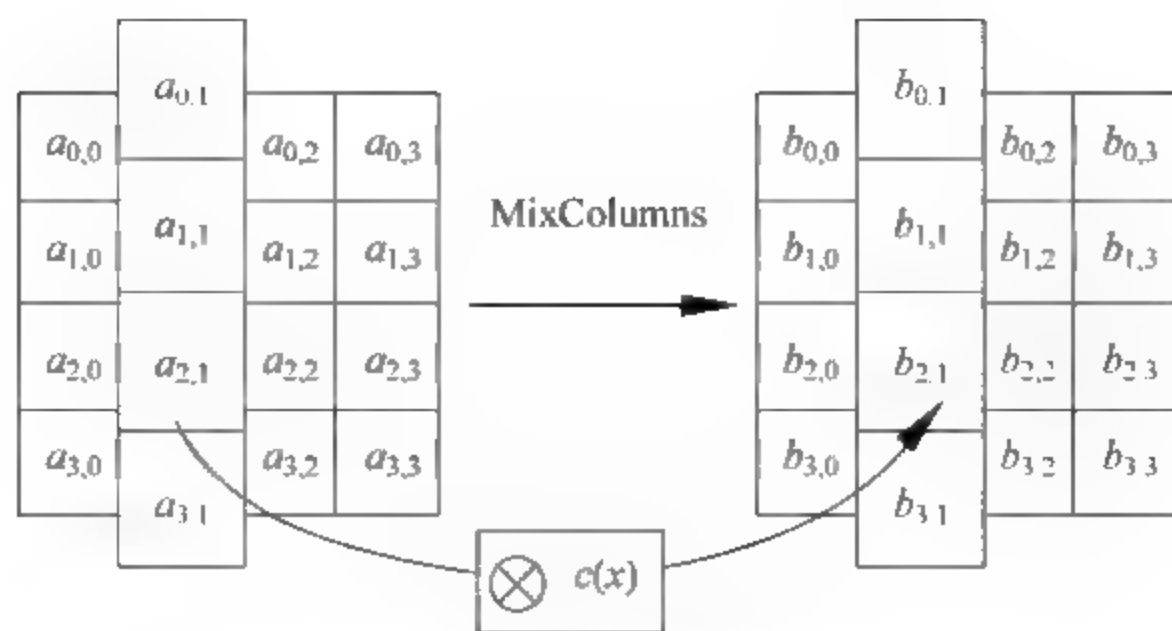 a0.1 b0.1
a0,0 a0,2 a0,3 b0,0 b0,2 b0,3
MixColumns
a1,1 b1,1
a1,0 a1,2 a1,3 b1,0 b1,2 b1,3
a2,1 b2.1
a2,0 a2,2 a2,3 b2,0 b2,2 b2.3
a3,0 a3,2 a3,3 b3,0 b3.2 b3.3
a3 1 b3 1
⊗ c(x)